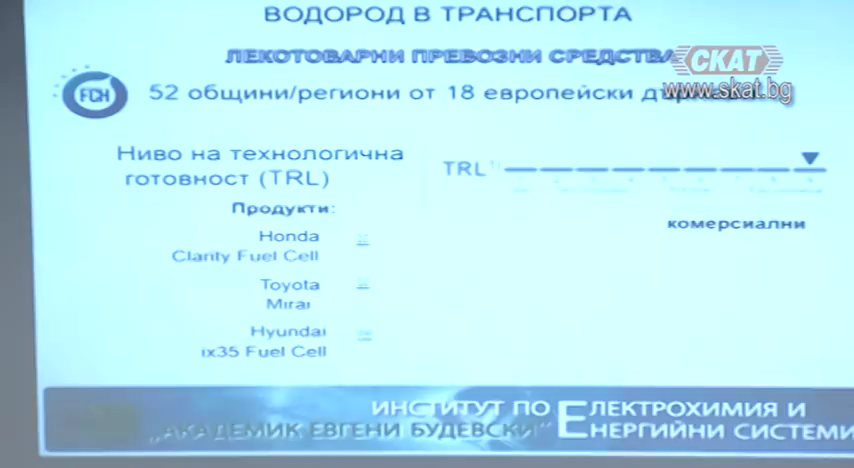 ВОДОРОД В ТРАНСПОРТА
ЛЕКОТОВАРНИ ПРЕВОЗНИ СРЕДСТВА
СКАТ
www.skat.bg
FCH
52 общини/региони от 18 европейски
Ниво на технологична
готовност (TRL)
TRL
комерсиални
Продукти:
Honda
Clarity Fuel Cell
Toyota
Mirai
Hyundai
ix35 Fuel Cell
ИНСТИТУТ ПО ЕЛЕКТРОХИМИЯ И
„АКАДЕМИК ЕВГЕНИ БУДЕВСКИ" ЕНЕРГИЙНИ СИСТЕМИ